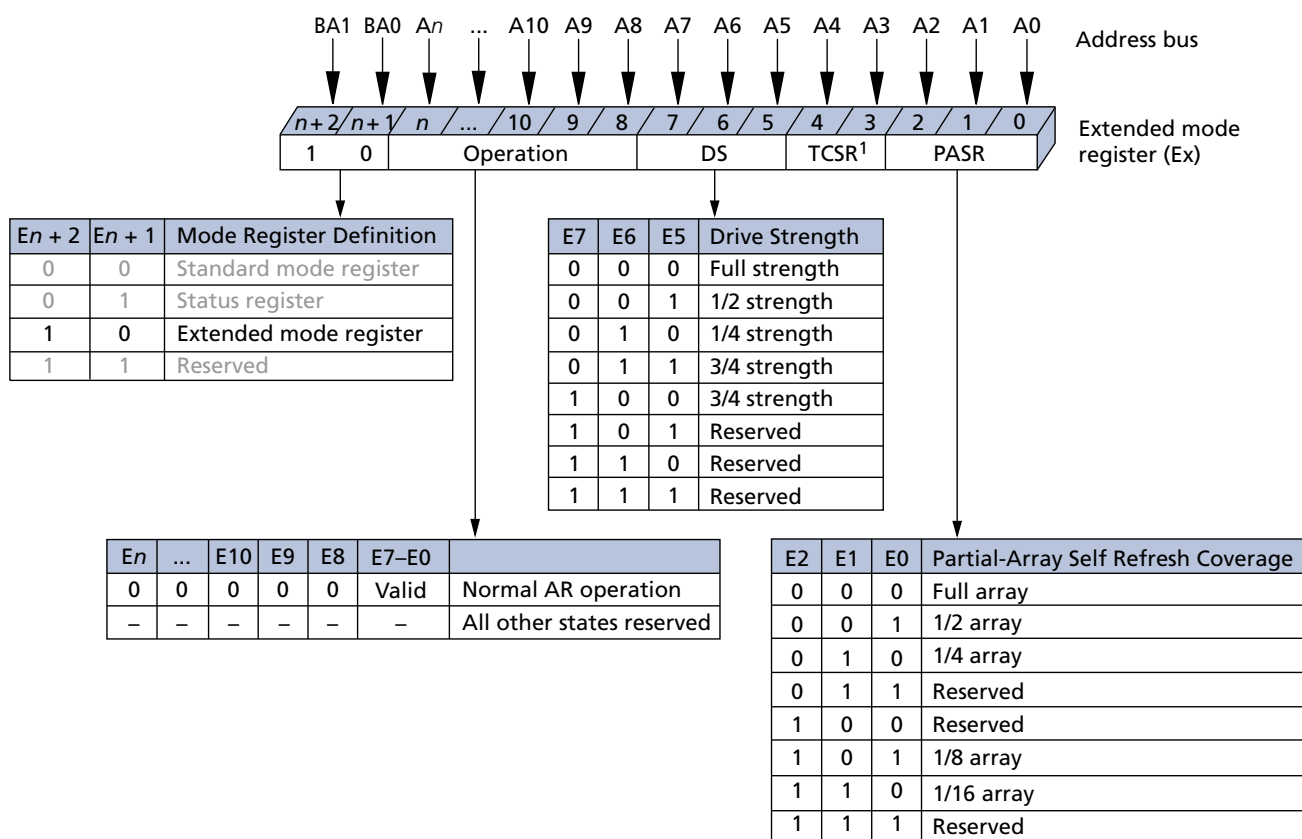 BA1 BA0 An ... A10 A9 A8 A7 A6 A5 A4 A3 A2 A1 A0 Address bus
n + 2 n + 1 n ... 10 9 8 7 6 5 4 3 2 1 0 Extended mode
register (Ex)
1 0 Operation DS TCSR1 PASR
En + 2 En + 1 Mode Register Definition
0 0 Standard mode register
0 1 Status register
1 0 Extended mode register
1 1 Reserved
E7 E6 E5 Drive Strength
0 0 0 Full strength
0 0 1 1/2 strength
0 1 0 1/4 strength
0 1 1 3/4 strength
1 0 0 3/4 strength
1 0 1 Reserved
1 1 0 Reserved
1 1 1 Reserved
En ... E10 E9 E8 E7–E0
0 0 0 0 0 Valid Normal AR operation
– – – – – – All other states reserved
E2 E1 E0 Partial-Array Self Refresh Coverage
0 0 0 Full array
0 0 1 1/2 array
0 1 0 1/4 array
0 1 1 Reserved
1 0 0 Reserved
1 0 1 1/8 array
1 1 0 1/16 array
1 1 1 Reserved